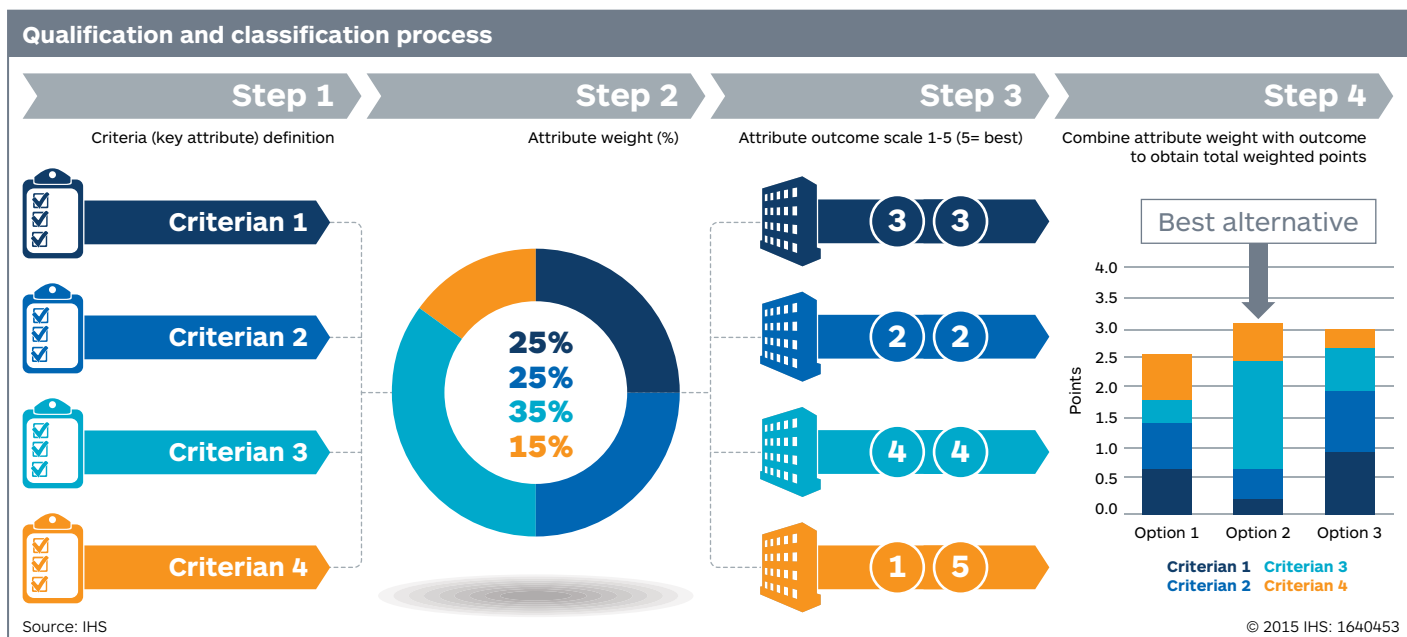 Qualification and classification process
Step 1
Step 2
Step 3
Step 4
Criteria (key attribute) definition
Attribute weight (%)
Attribute outcome scale 1-5 (5= best)
Combine attribute weight with outcome
to obtain total weighted points
Criterian 1
Criterian 2
Criterian 3
Criterian 4
25%
25%
35%
15%
3 3
2 2
4 4
1 5
Best alternative
Points
4.0
3.5
3.0
2.5
2.0
1.5
1.0
0.5
0.0
Option 1 Option 2 Option 3
Criterian 1 Criterian 3
Criterian 2 Criterian 4
Source: IHS
© 2015 IHS: 1640453